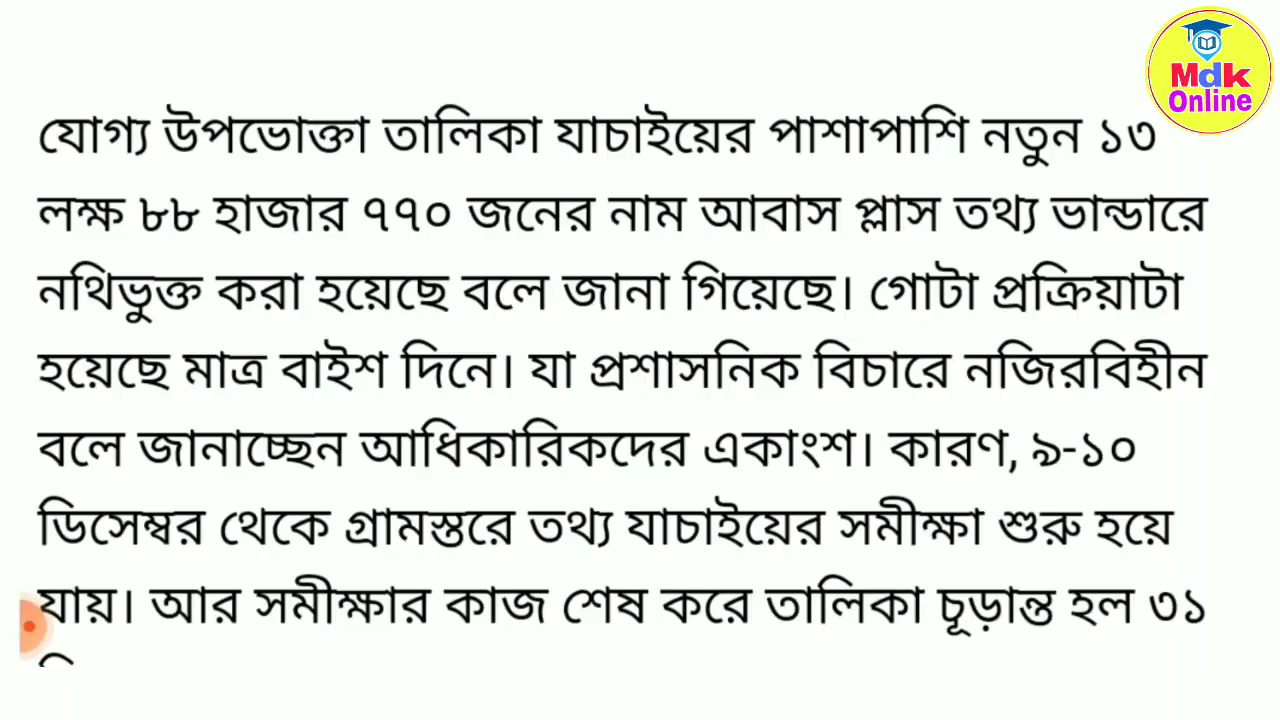 Mdk
Online
যোগ্য উপভোক্তা তালিকা যাচাইয়ের পাশাপাশি নতুন ১৩
লক্ষ ৮৮ হাজার ৭৭০ জনের নাম আবাস প্লাস তথ্য ভান্ডারে
নথিভুক্ত করা হয়েছে বলে জানা গিয়েছে। গোটা প্রক্রিয়াটা
হয়েছে মাত্র বাইশ দিনে। যা প্রশাসনিক বিচারে নজিরবিহীন
বলে জানাচ্ছেন আধিকারিকদের একাংশ। কারণ, ৯-১০
ডিসেম্বর থেকে গ্রামস্তরে তথ্য যাচাইয়ের সমীক্ষা শুরু হয়ে
যায়। আর সমীক্ষার কাজ শেষ করে তালিকা চূড়ান্ত হল ৩১